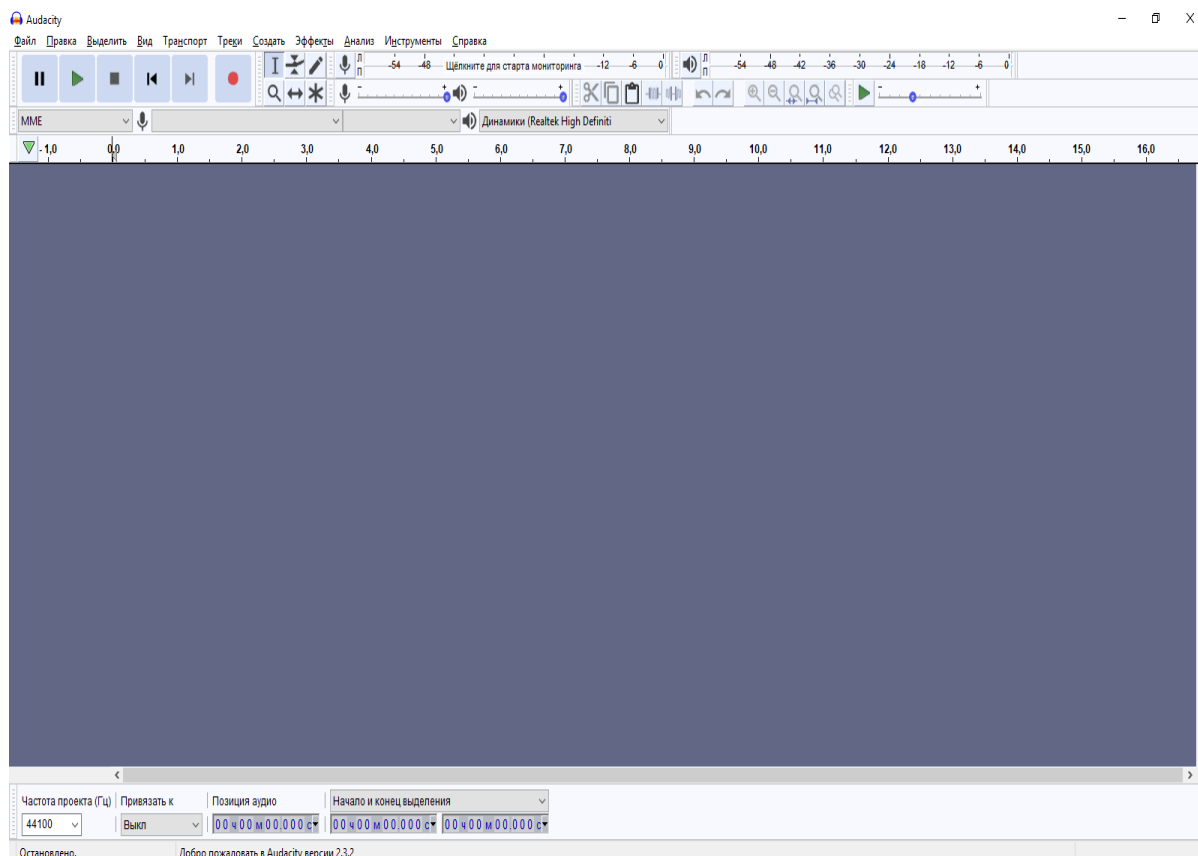 Audacity
Файл Правка Выделить Вид Транспорт Треки Создать Эффекты Анализ Инструменты Справка
Л П -54 -48 Щёлкните для старта мониторинга -12 -6 0 Л П -54 -48 -42 -36 -30 -24 -18 -12 -6 0
- + - + - +
MME Динамики (Realtek High Definiti
- 1,0 0,0 1,0 2,0 3,0 4,0 5,0 6,0 7,0 8,0 9,0 10,0 11,0 12,0 13,0 14,0 15,0 16,0
Частота проекта (Гц) Привязать к Позиция аудио Начало и конец выделения
44100 Выкл 00 ч 00 м 00,000 с 00 ч 00 м 00,000 с 00 ч 00 м 00,000 с
Остановлено. Добро пожаловать в Audacity версии 2.3.2